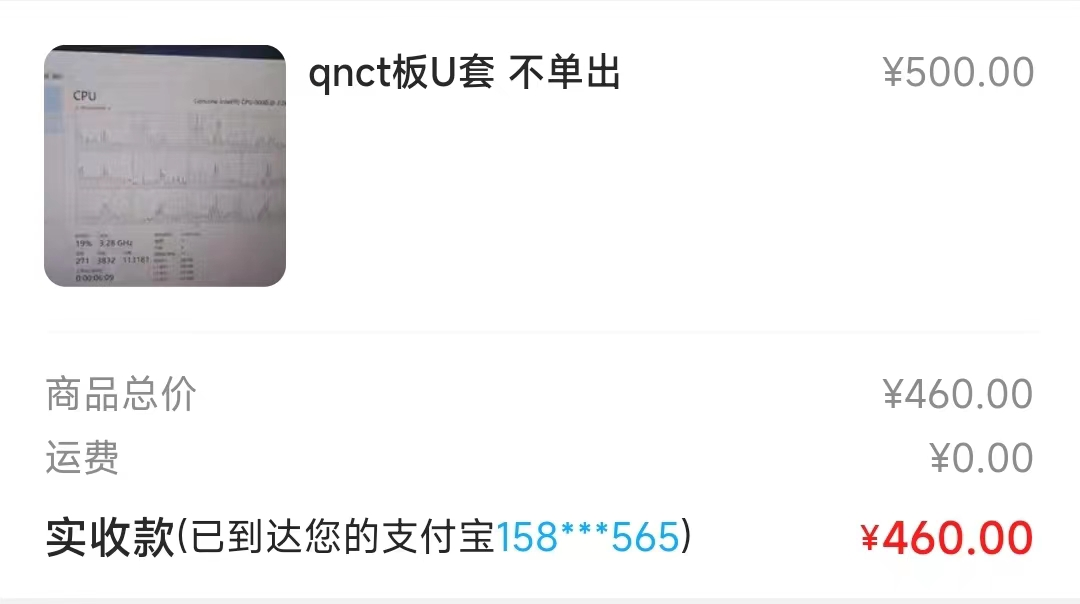 qnct板U套 不单出
¥500.00
CPU
19% 3.28 GHz
271 3832 113187
0:00:06:09
商品总价
¥460.00
运费
¥0.00
实收款(已到达您的支付宝158***565)
¥460.00